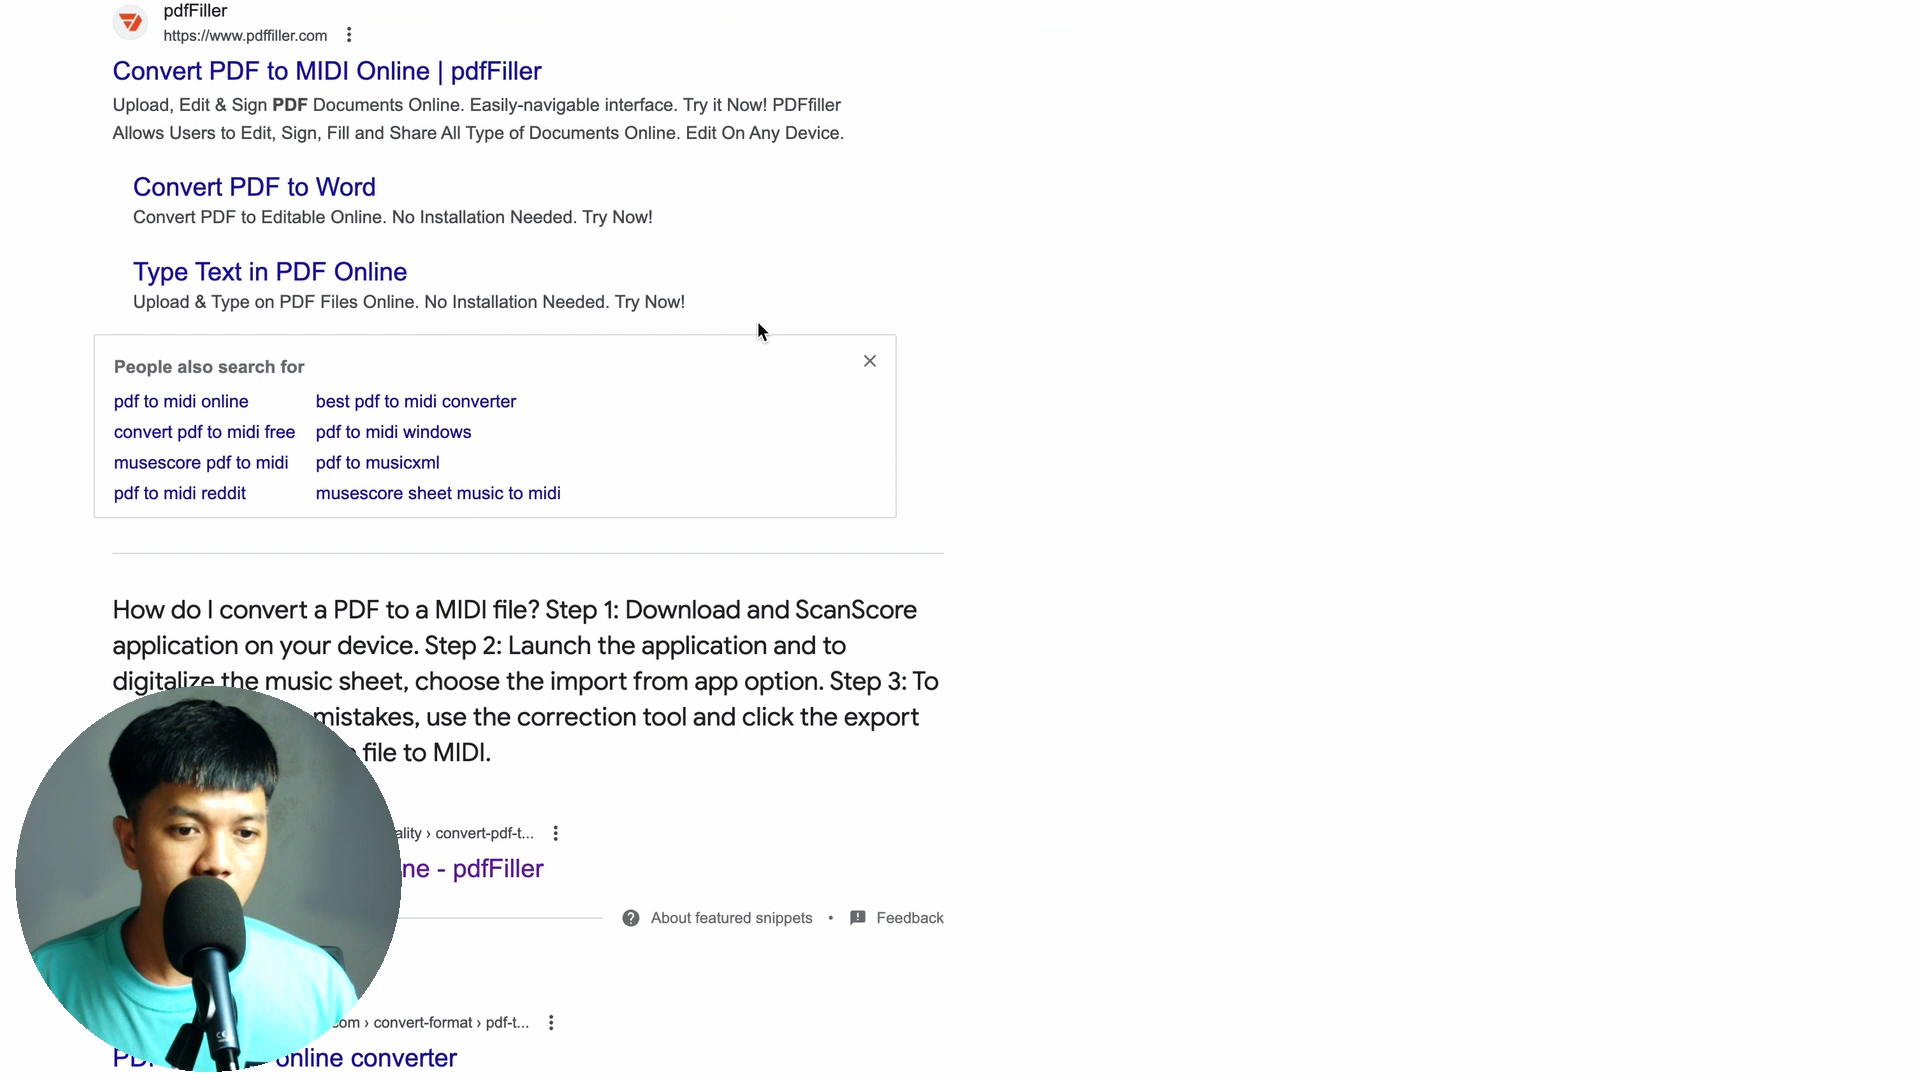 pdfFiller
https://www.pdffiller.com
Convert PDF to MIDI Online | pdfFiller
Upload, Edit & Sign PDF Documents Online. Easily-navigable interface. Try it Now! PDFfiller
Allows Users to Edit, Sign, Fill and Share All Type of Documents Online. Edit On Any Device.
Convert PDF to Word
Convert PDF to Editable Online. No Installation Needed. Try Now!
Type Text in PDF Online
Upload & Type on PDF Files Online. No Installation Needed. Try Now!
People also search for
pdf to midi online best pdf to midi converter
convert pdf to midi free pdf to midi windows
musescore pdf to midi pdf to musicxml
pdf to midi reddit musescore sheet music to midi
How do I convert a PDF to a MIDI file? Step 1: Download and ScanScore
application on your device. Step 2: Launch the application and to
digitalize the music sheet, choose the import from app option. Step 3: To
mistakes, use the correction tool and click the export
file to MIDI.
ality › convert-pdf-t...
ne - pdfFiller
About featured snippets • Feedback
com › convert-format › pdf-t...
online converter